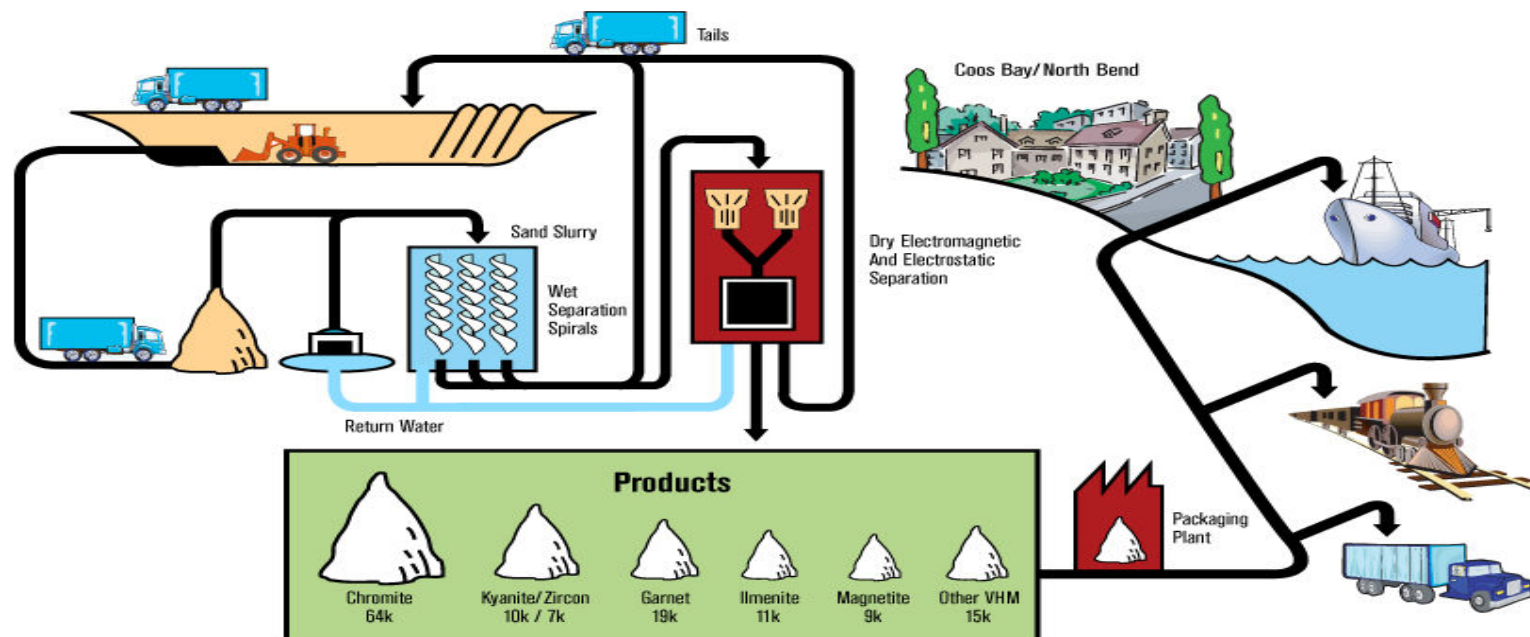 Tails
Coos Bay/North Bend
Sand Slurry
Wet
Separation
Spirals
Dry Electromagnetic
And Electrostatic
Separation
Return Water
Products
Chromite
64k
Kyanite/Zircon
10k / 7k
Garnet
19k
Ilmenite
11k
Magnetite
9k
Other VHM
15k
Packaging
Plant